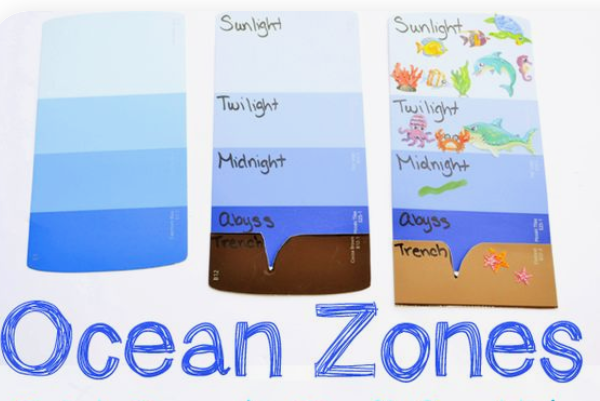 Sunlight
Twilight
Midnight
Abyss
Trench
Sunlight
Twilight
Midnight
Abyss
Trench
Ocean Zones